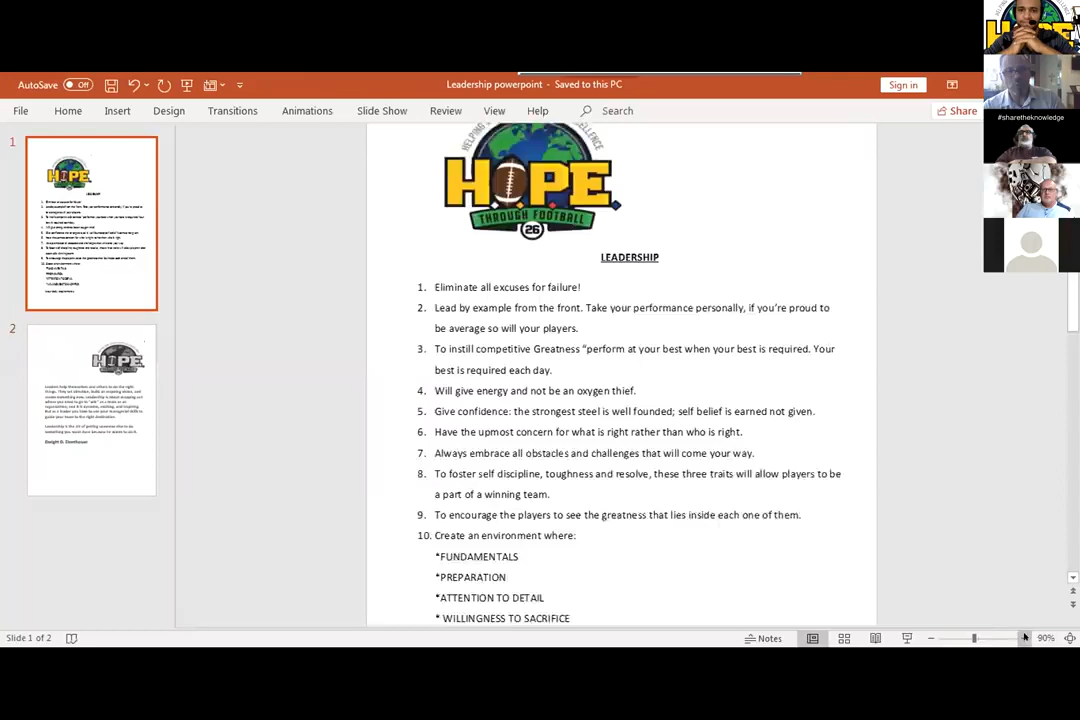 HOPE
#sharetheknowledge
AutoSave Off
Leadership powerpoint - Saved to this PC
Sign in
File Home Insert Design Transitions Animations Slide Show Review View Help Search Share
1
HOPE
2
HOPE
Dwight D. Eisenhower
HELPING EXCELLENCE
HOPE.
THROUGH FOOTBALL
26
LEADERSHIP
1. Eliminate all excuses for failure!
2. Lead by example from the front. Take your performance personally, if you're proud to
be average so will your players.
3. To instill competitive Greatness "perform at your best when your best is required. Your
best is required each day.
4. Will give energy and not be an oxygen thief.
5. Give confidence: the strongest steel is well founded; self belief is earned not given.
6. Have the upmost concern for what is right rather than who is right.
7. Always embrace all obstacles and challenges that will come your way.
8. To foster self discipline, toughness and resolve, these three traits will allow players to be
a part of a winning team.
9. To encourage the players to see the greatness that lies inside each one of them.
10. Create an environment where:
*FUNDAMENTALS
*PREPARATION
*ATTENTION TO DETAIL
* WILLINGNESS TO SACRIFICE
Slide 1 of 2
Notes
90%